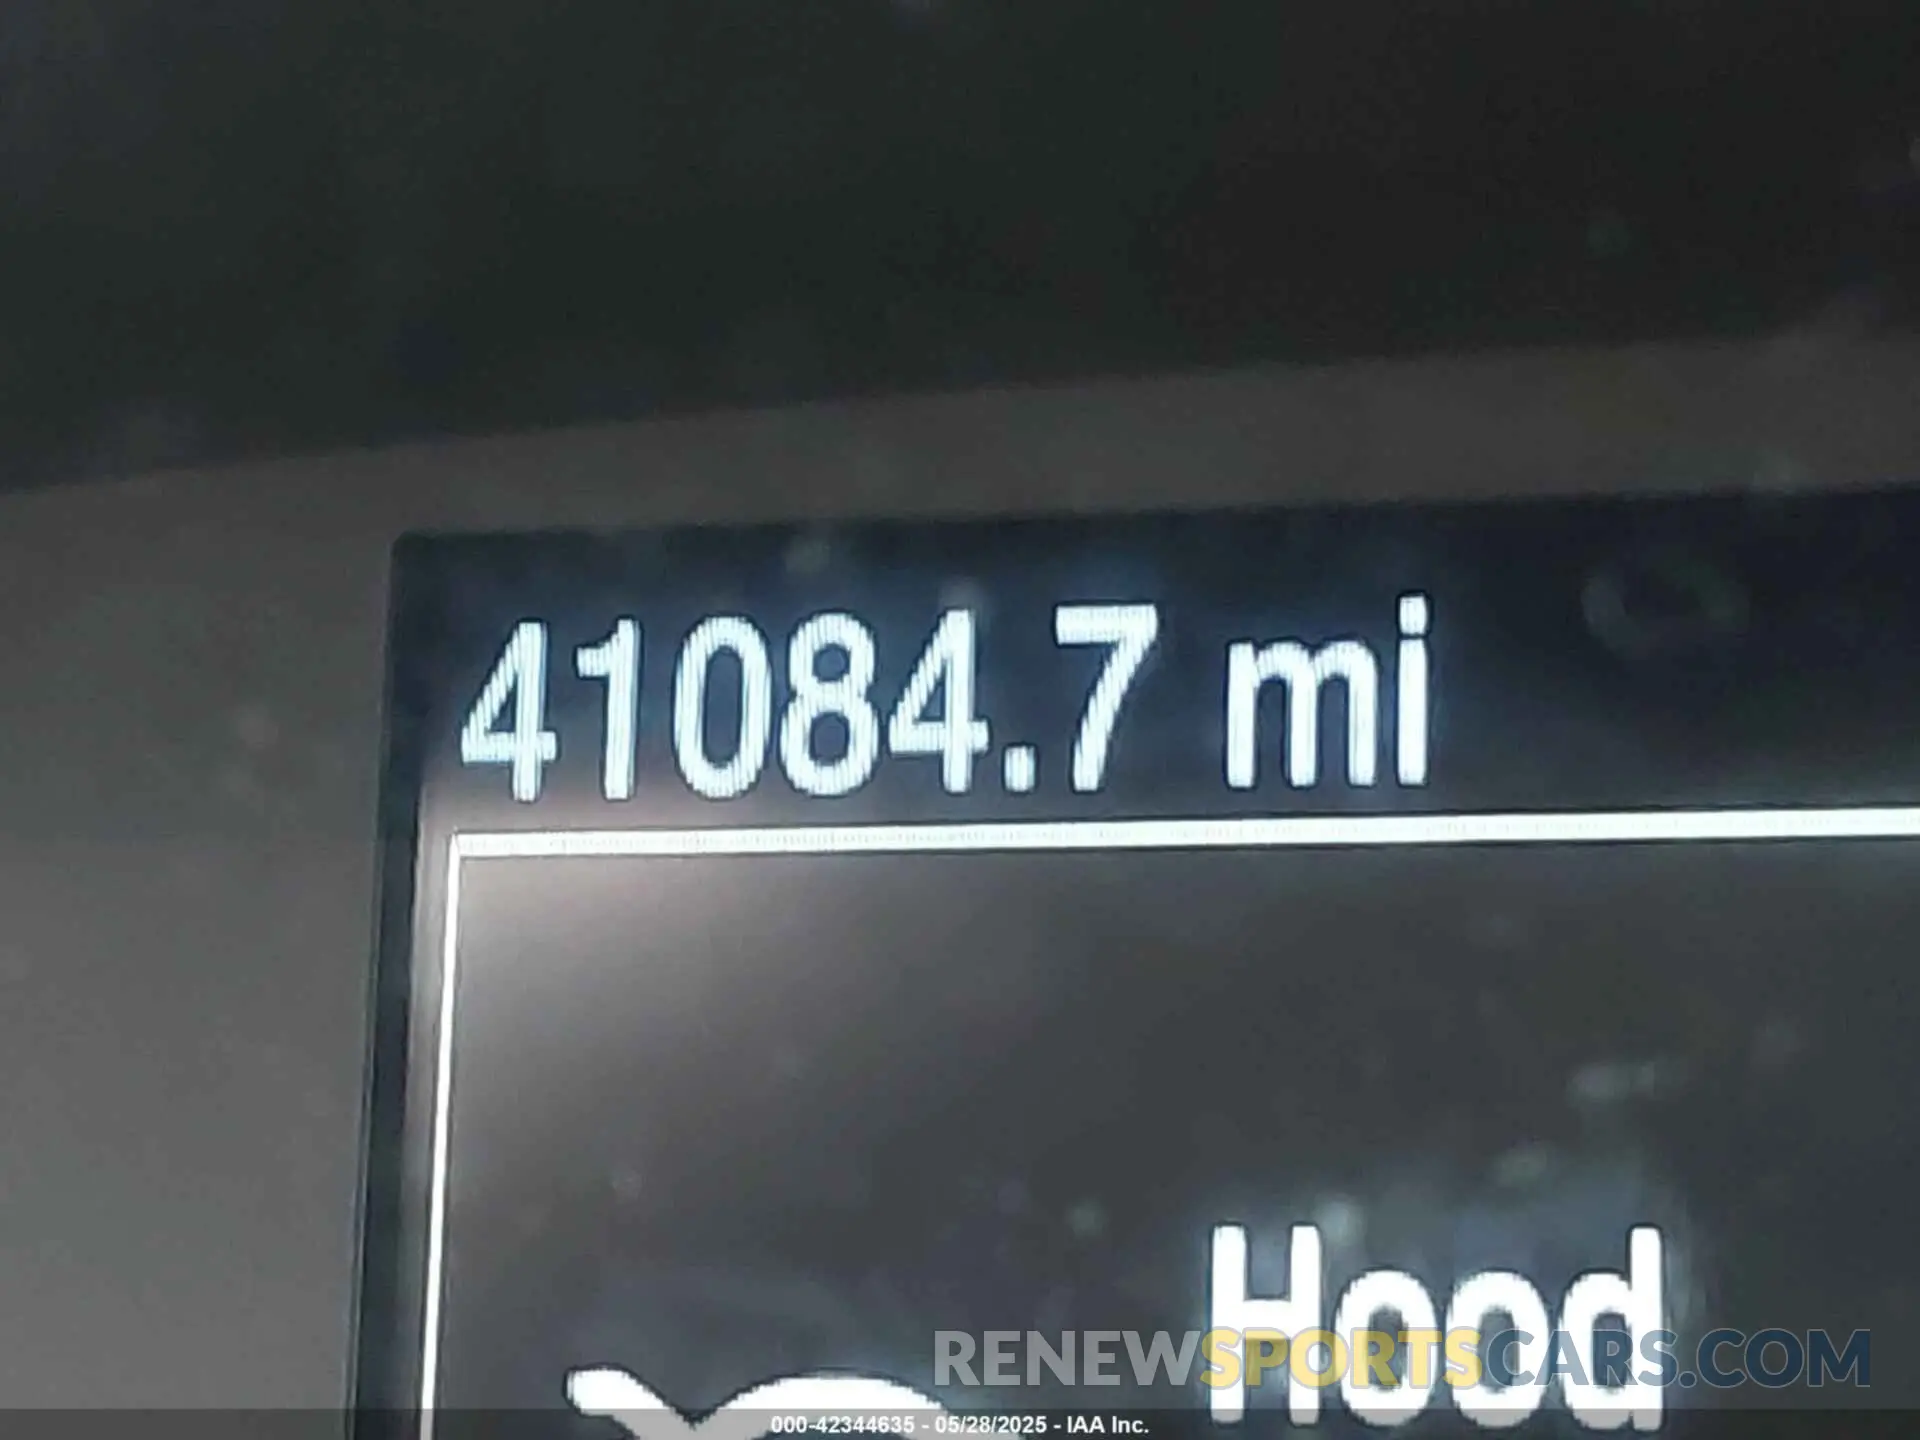 41084.7 mi
Hood
RENEWSPORTSCARS.COM
000-42344635 - 05/28/2025 - IAA Inc.